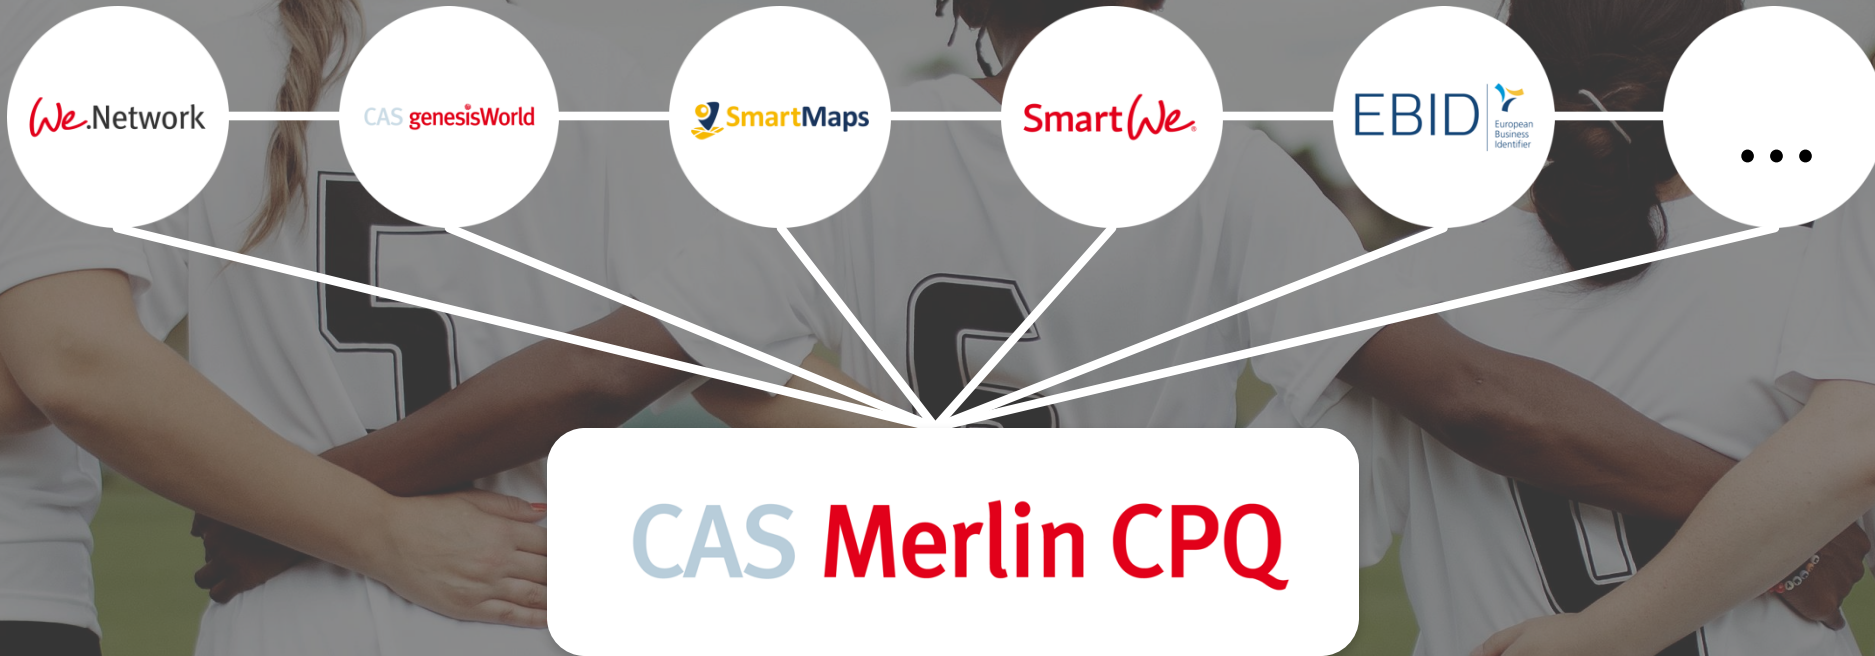 We.Network
CAS genesisWorld
SmartMaps
SmartWe®
EBID
European
Business
Identifier
...
CAS Merlin CPQ